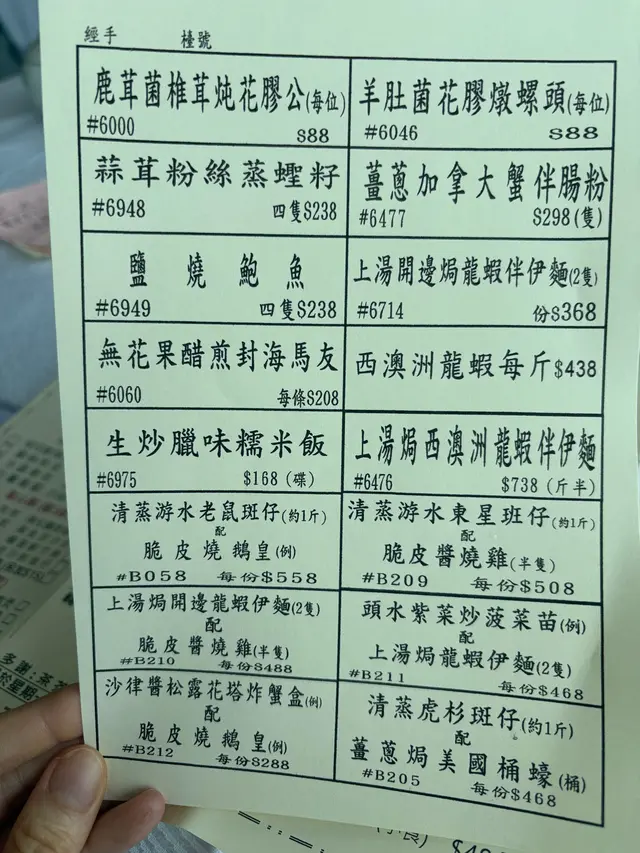 經手 檯號
鹿茸菌椎茸炖花膠公(每位)
#6000 $88
羊肚菌花膠燉螺頭(每位)
#6046 $88
蒜茸粉絲蒸蟶籽
#6948 四隻$238
薑蔥加拿大蟹伴腸粉
#6477 $298(隻)
鹽燒鮑魚
#6949 四隻$238
上湯開邊焗龍蝦伴伊麵(2隻)
#6714 份$368
無花果醋煎封海馬友
#6060 每條$208
西澳洲龍蝦每斤$438
生炒臘味糯米飯
#6975 $168(碟)
上湯焗西澳洲龍蝦伴伊麵
#6476 $738(斤半)
清蒸游水老鼠斑仔(約1斤)
配
脆皮燒鵝皇(例)
#B058 每份$558
清蒸游水東星斑仔(約1斤)
配
脆皮醬燒雞(半隻)
#B209 每份$508
上湯焗開邊龍蝦伊麵(2隻)
配
脆皮醬燒雞(半隻)
#B210 每份$488
頭水紫菜炒菠菜苗(例)
配
上湯焗龍蝦伊麵(2隻)
#B211 每份$468
沙律醬松露花塔炸蟹盒(例)
配
脆皮燒鵝皇(例)
#B212 每份$288
清蒸虎杉斑仔(約1斤)
配
薑蔥焗美國桶蠔(桶)
#B205 每份$468